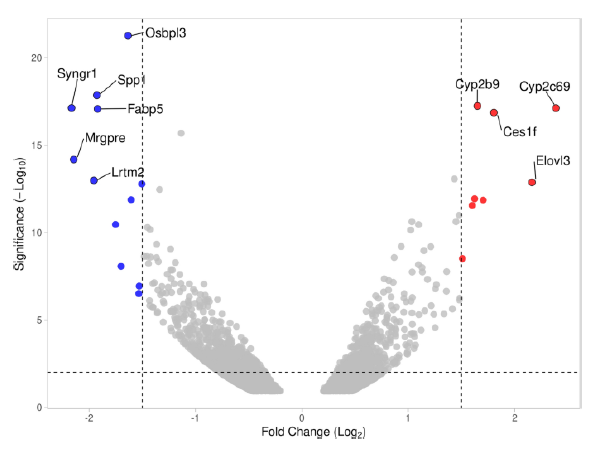 Osbpl3
Syngr1
Spp1
Fabp5
Mrgpre
Lrtm2
Cyp2b9
Cyp2c69
Ces1f
Elovl3
20
15
10
5
0
Significance (−Log10)
-2
-1
0
1
2
Fold Change (Log2)